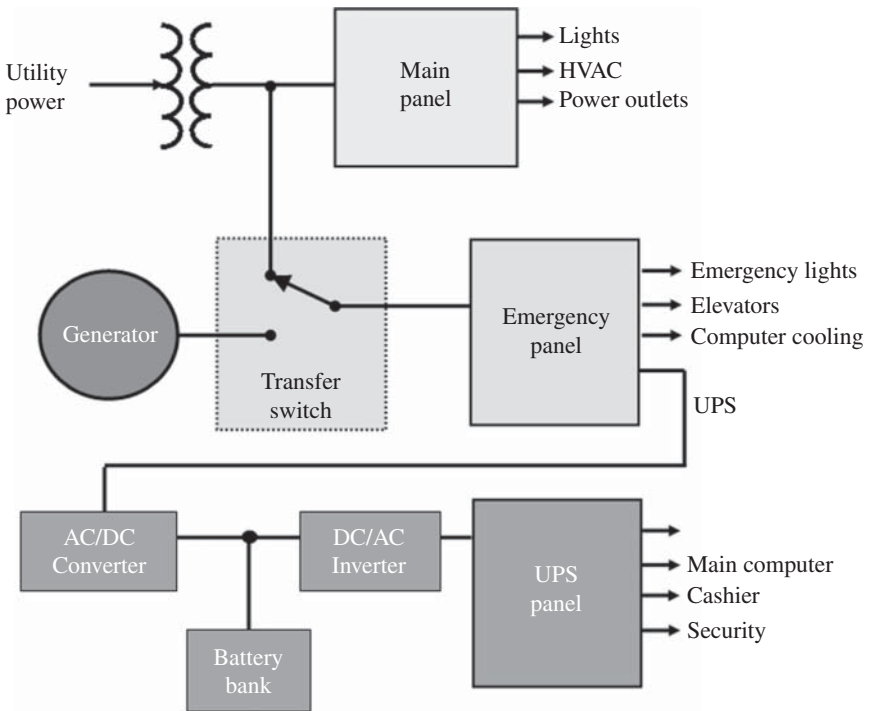 Utility
power
Main
panel
Lights
HVAC
Power outlets
Generator
Transfer
switch
Emergency
panel
Emergency lights
Elevators
Computer cooling
UPS
AC/DC
Converter
DC/AC
Inverter
Battery
bank
UPS
panel
Main computer
Cashier
Security